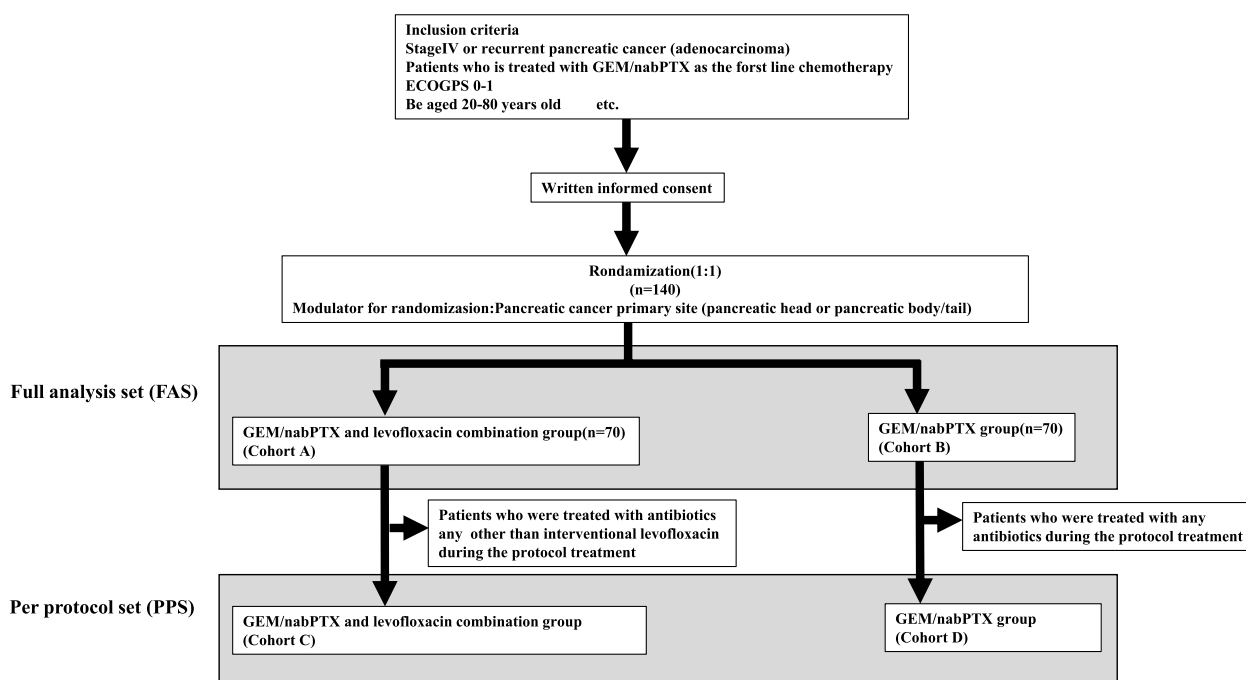 Inclusion criteria
StageIV or recurrent pancreatic cancer (adenocarcinoma)
Patients who is treated with GEM/nabPTX as the forst line chemotherapy
ECOGPS 0-1
Be aged 20-80 years old etc.
Written informed consent
Rondamization(1:1)
(n=140)
Modulator for randomizasion:Pancreatic cancer primary site (pancreatic head or pancreatic body/tail)
Full analysis set (FAS)
GEM/nabPTX and levofloxacin combination group(n=70)
(Cohort A)
GEM/nabPTX group(n=70)
(Cohort B)
Patients who were treated with antibiotics
any other than interventional levofloxacin
during the protocol treatment
Patients who were treated with any
antibiotics during the protocol treatment
Per protocol set (PPS)
GEM/nabPTX and levofloxacin combination group
(Cohort C)
GEM/nabPTX group
(Cohort D)